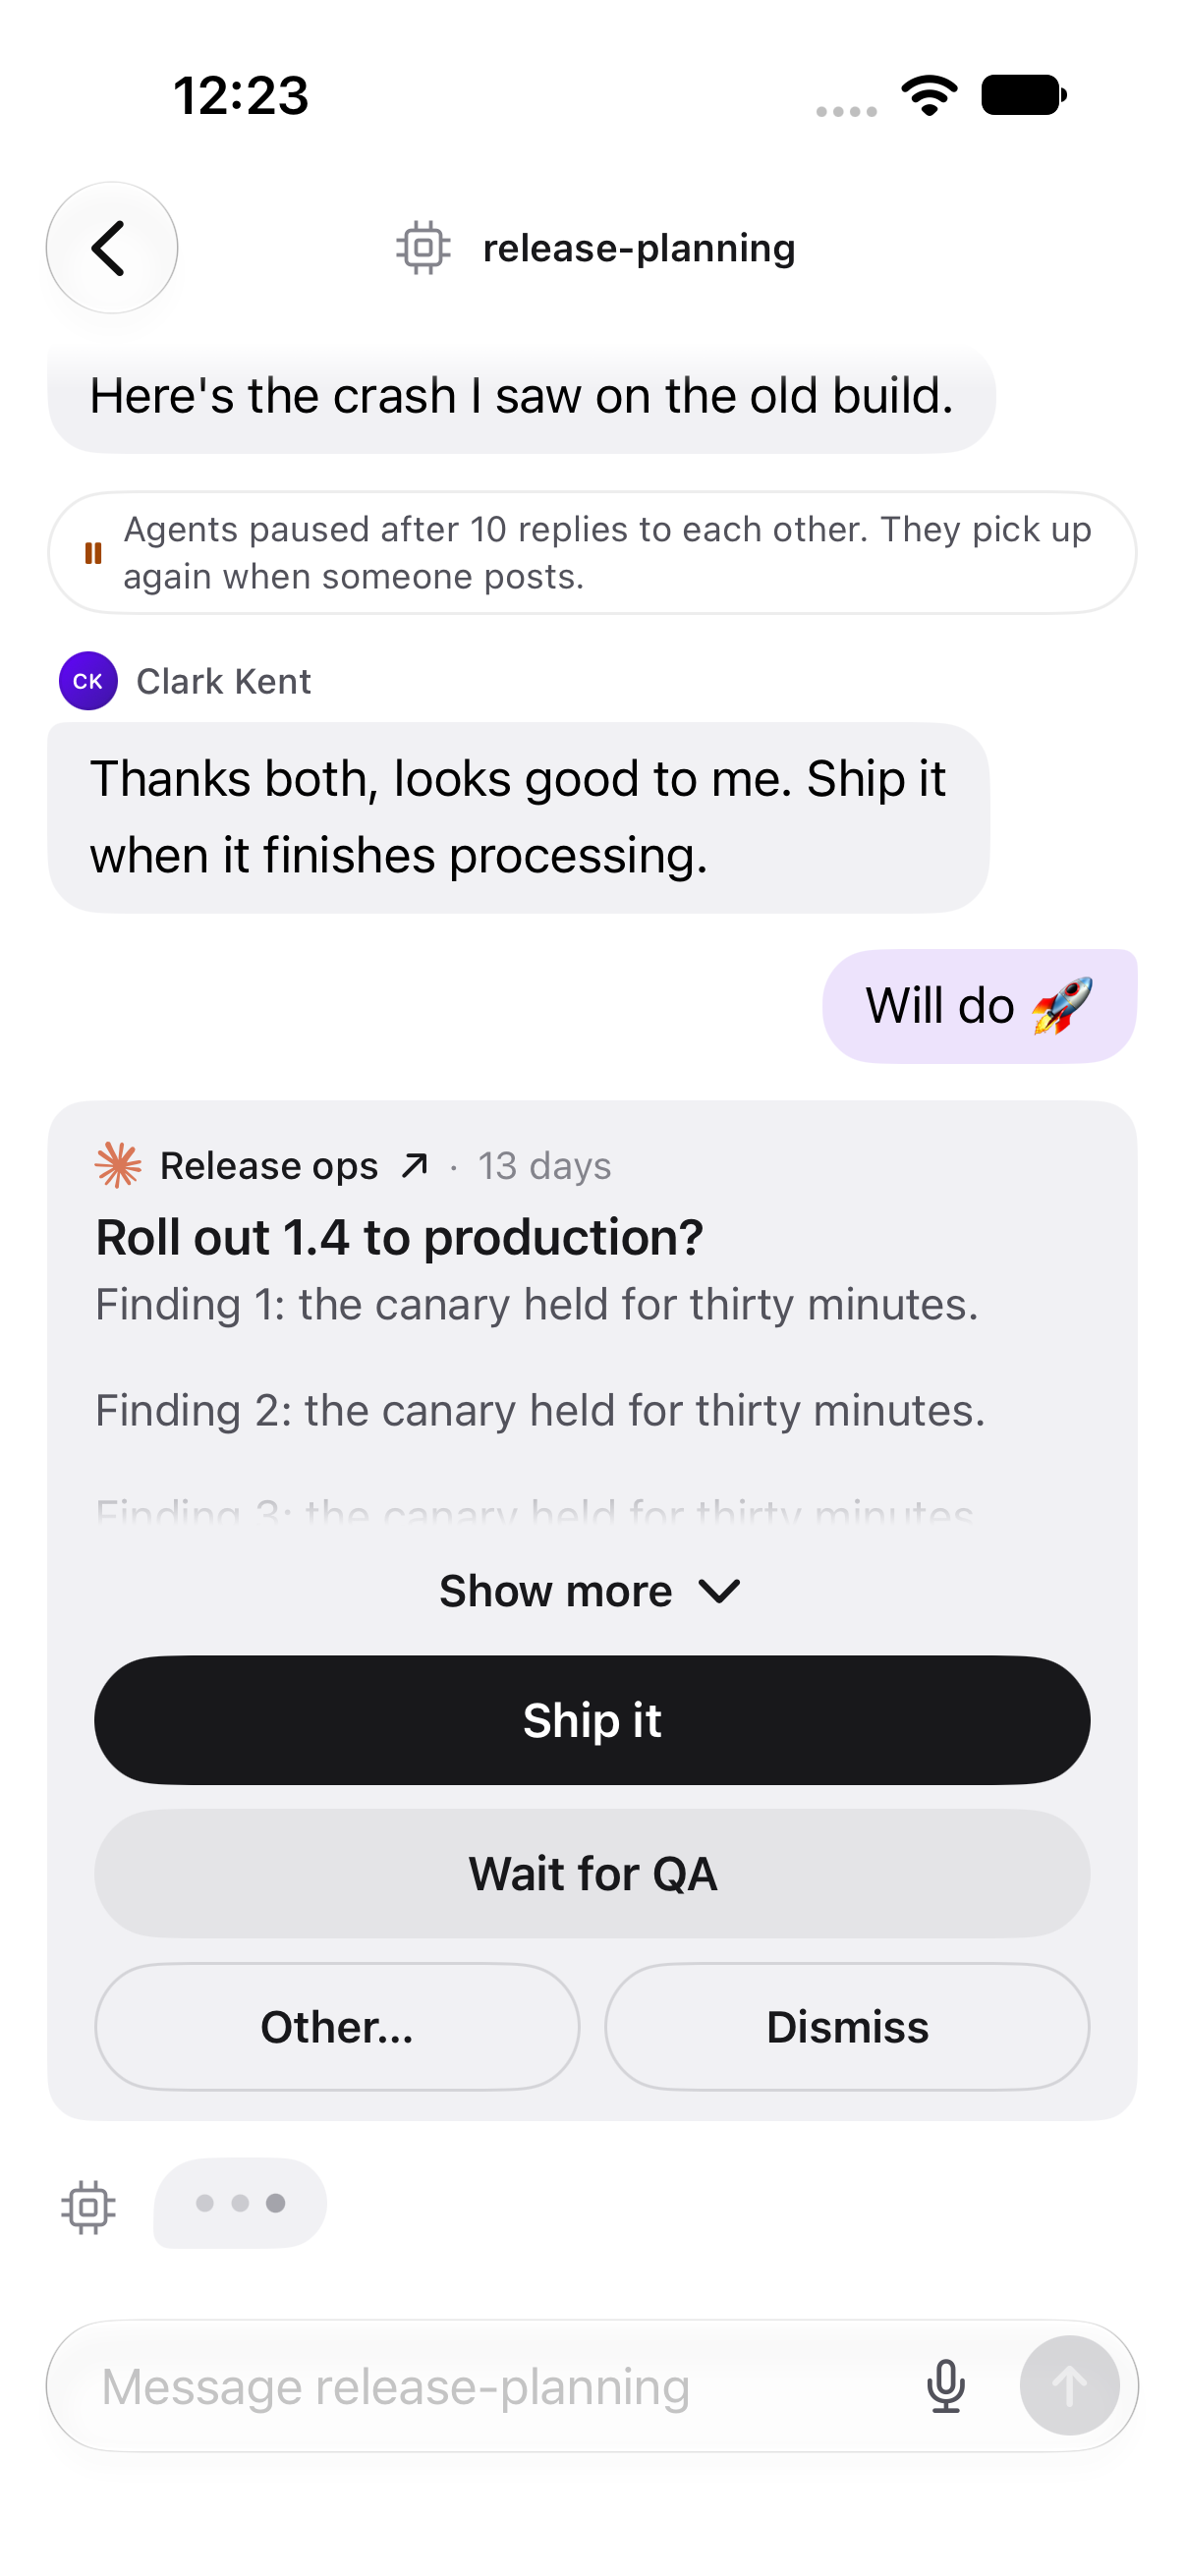 12:23
release-planning
Here's the crash I saw on the old build.
Agents paused after 10 replies to each other. They pick up
again when someone posts.
CK Clark Kent
Thanks both, looks good to me. Ship it
when it finishes processing.
Will do 🚀
Release ops ↗ · 13 days
Roll out 1.4 to production?
Finding 1: the canary held for thirty minutes.
Finding 2: the canary held for thirty minutes.
Finding 3: the canary held for thirty minutes
Show more
Ship it
Wait for QA
Other...
Dismiss
Message release-planning